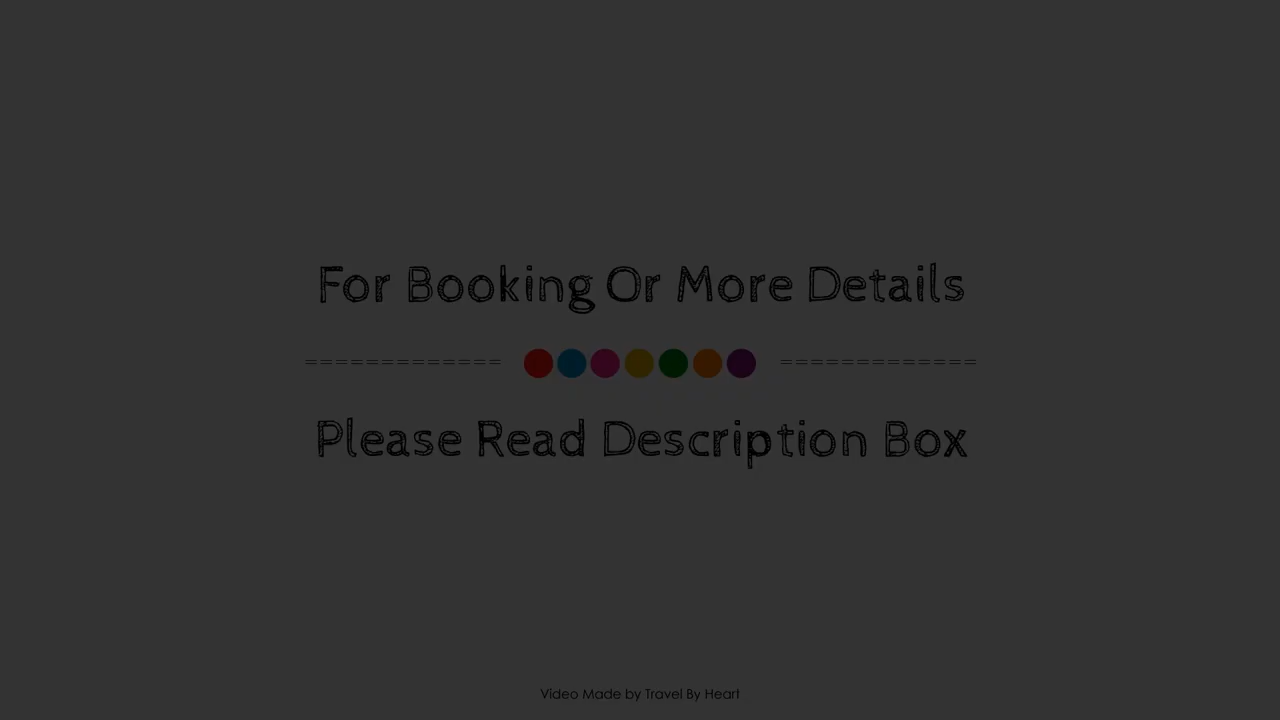 For Booking Or More Details
============= =============
Please Read Description Box
Video Made by Travel By Heart